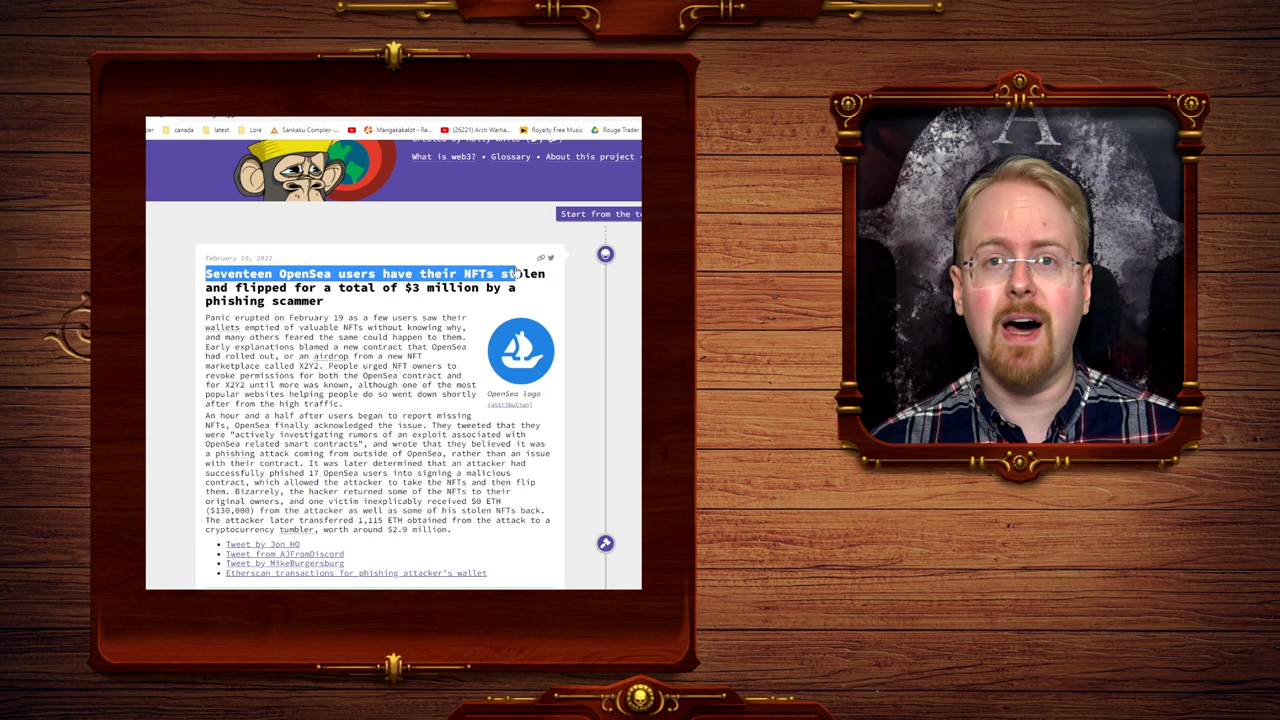 canada
latest
Lore
Sankaku Complex -...
Mangakakalot - Re...
(26221) Arch Warha...
Royalty Free Music
Rouge Trader
What is web3? • Glossary • About this project
Start from the
February 19, 2022
Seventeen OpenSea users have their NFTs stolen
and flipped for a total of $3 million by a
phishing scammer
Panic erupted on February 19 as a few users saw their
wallets emptied of valuable NFTs without knowing why,
and many others feared the same could happen to them.
Early explanations blamed a new contract that OpenSea
had rolled out, or an airdrop from a new NFT
marketplace called X2Y2. People urged NFT owners to
revoke permissions for both the OpenSea contract and
for X2Y2 until more was known, although one of the most
popular websites helping people do so went down shortly
after from the high traffic.
OpenSea logo
(attribution)
An hour and a half after users began to report missing
NFTs, OpenSea finally acknowledged the issue. They tweeted that they
were "actively investigating rumors of an exploit associated with
OpenSea related smart contracts", and wrote that they believed it was
a phishing attack coming from outside of OpenSea, rather than an issue
with their contract. It was later determined that an attacker had
successfully phished 17 OpenSea users into signing a malicious
contract, which allowed the attacker to take the NFTs and then flip
them. Bizarrely, the hacker returned some of the NFTs to their
original owners, and one victim inexplicably received 50 ETH
($130,000) from the attacker as well as some of his stolen NFTs back.
The attacker later transferred 1,115 ETH obtained from the attack to a
cryptocurrency tumbler, worth around $2.9 million.
Tweet by Jon HQ
Tweet from AJFromDiscord
Tweet by MikeBurgersburg
Etherscan transactions for phishing attacker's wallet
A